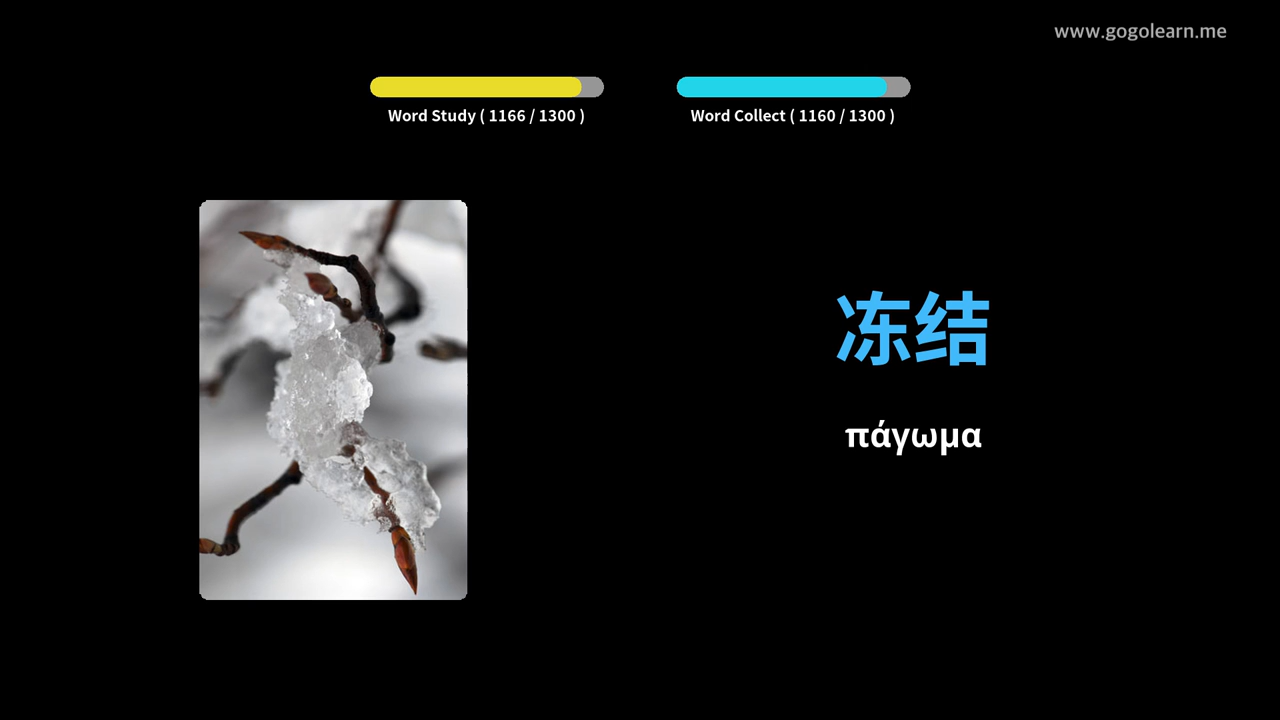 www.gogolearn.me
Word Study ( 1166 / 1300 )
Word Collect ( 1160 / 1300 )
冻结
πάγωμα